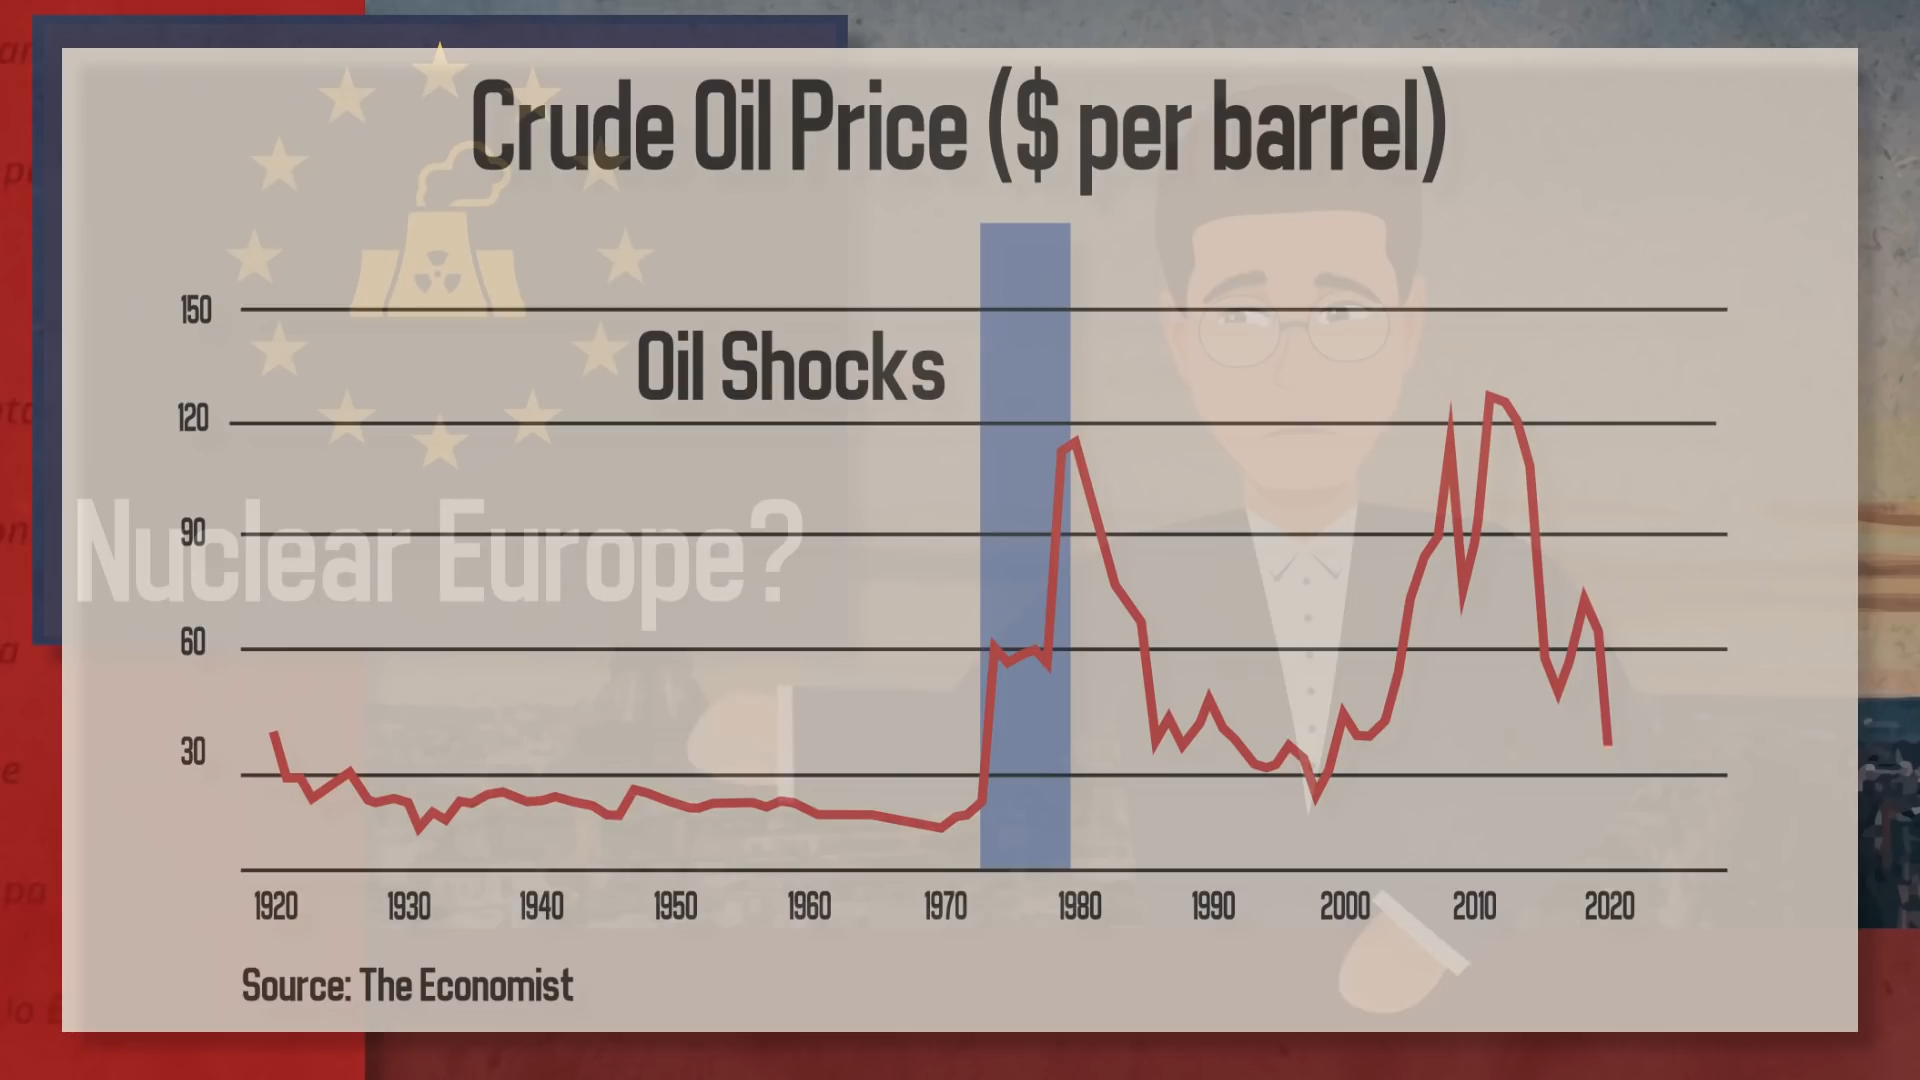 Crude Oil Price ($ per barrel)
150
Oil Shocks
120
Nuclear Europe?
90
60
30
1920 1930 1940 1950 1960 1970 1980 1990 2000 2010 2020
Source: The Economist